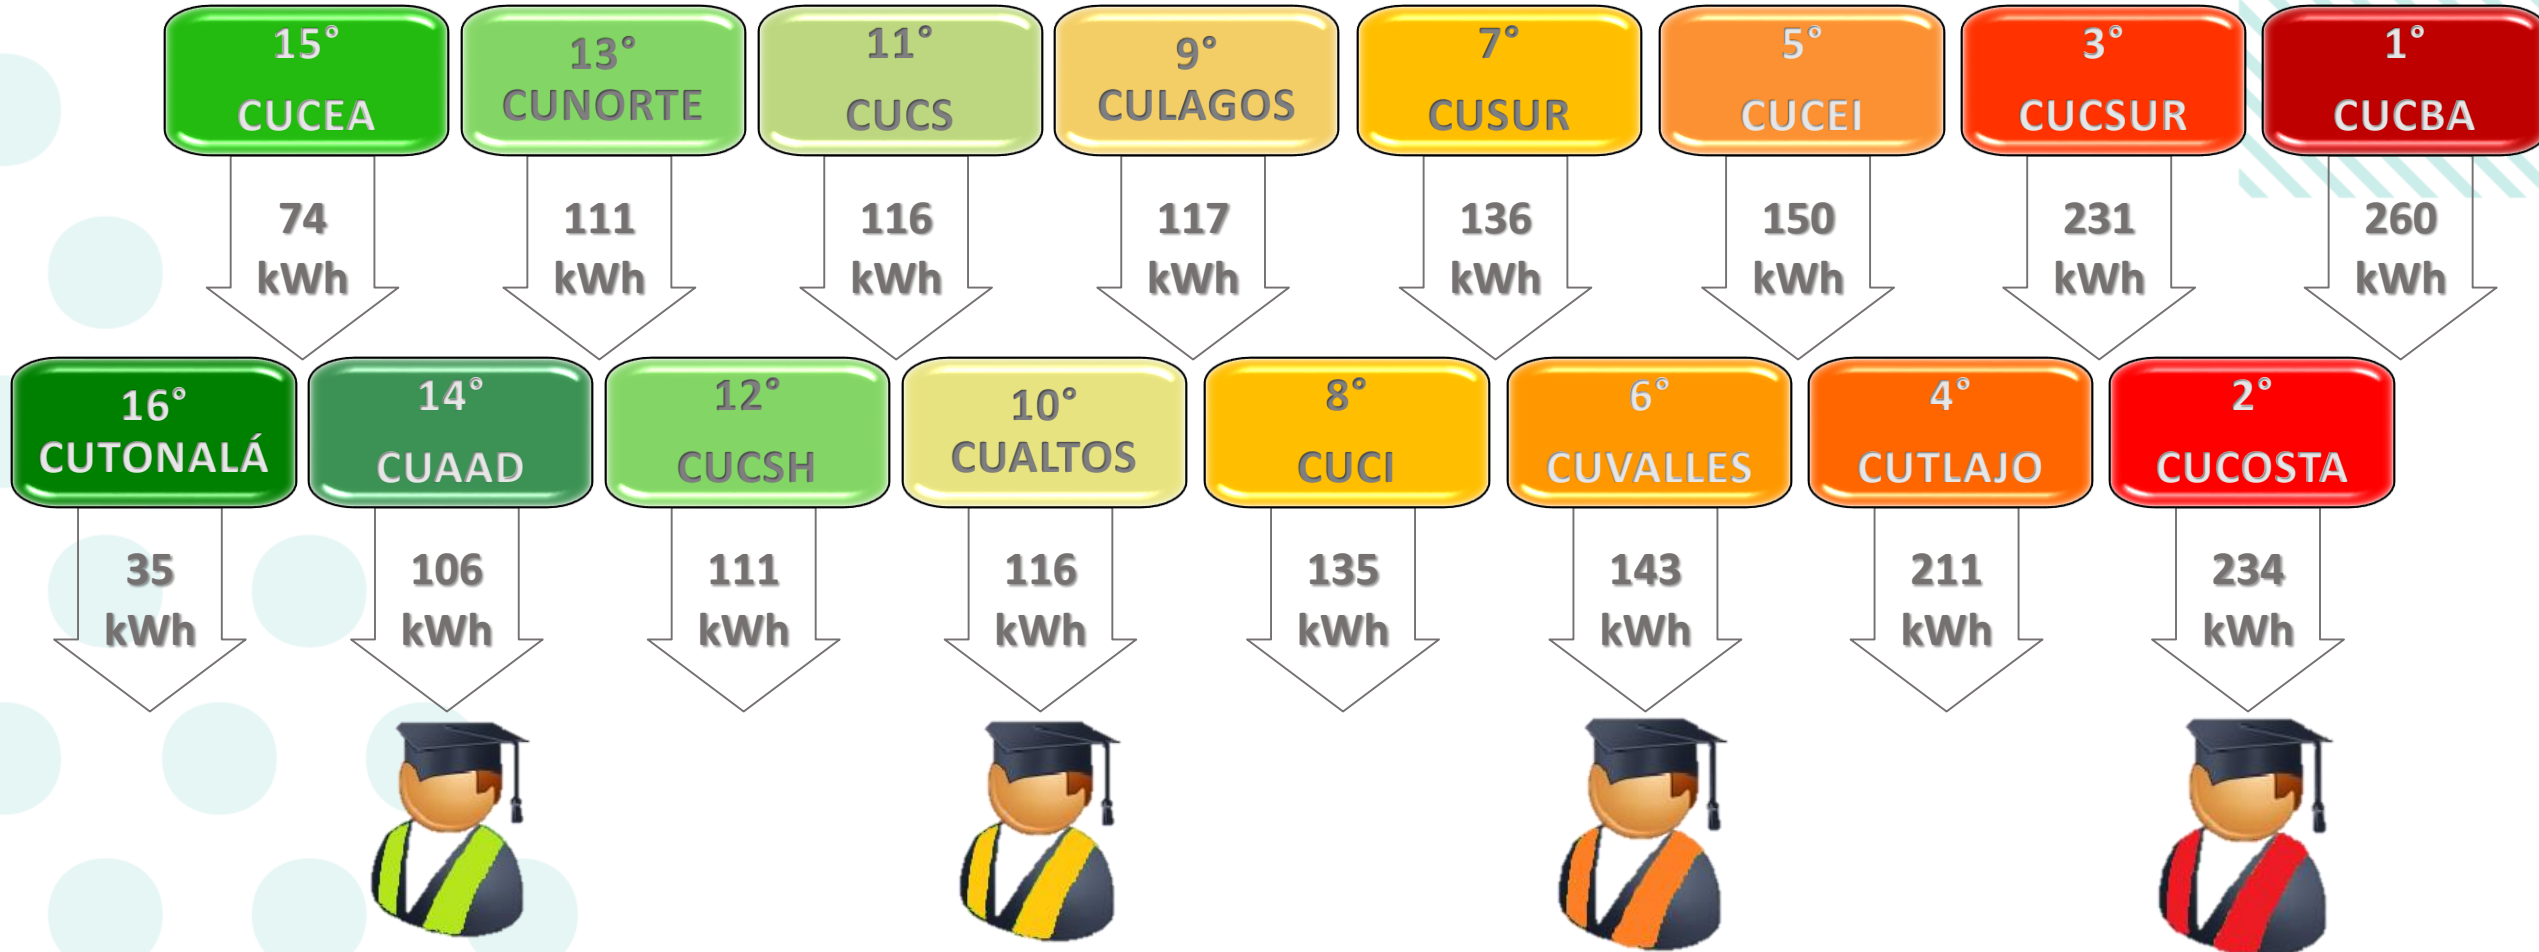 15°
CUCEA
13°
CUNORTE
11°
CUCS
9°
CULAGOS
7°
CUSUR
5°
CUCEI
3°
CUCSUR
1°
CUCBA
74
kWh
111
kWh
116
kWh
117
kWh
136
kWh
150
kWh
231
kWh
260
kWh
16°
CUTONALÁ
14°
CUAAD
12°
CUCSH
10°
CUALTOS
8°
CUCI
6°
CUVALLES
4°
CUTLAJO
2°
CUCOSTA
35
kWh
106
kWh
111
kWh
116
kWh
135
kWh
143
kWh
211
kWh
234
kWh